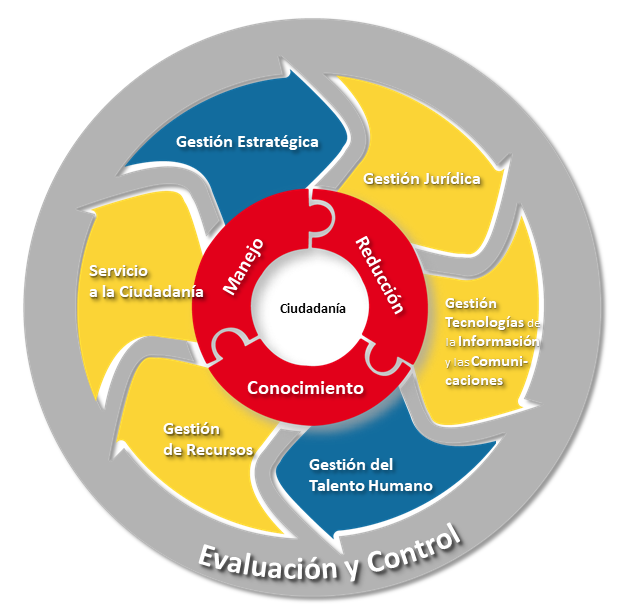 Gestión Estratégica
Gestión Jurídica
Servicio
a la Ciudadanía
Manejo
Reducción
Ciudadanía
Gestión
Tecnologías de
la Información
y las Comuni-
caciones
Conocimiento
Gestión
de Recursos
Gestión del
Talento Humano
Evaluación y Control